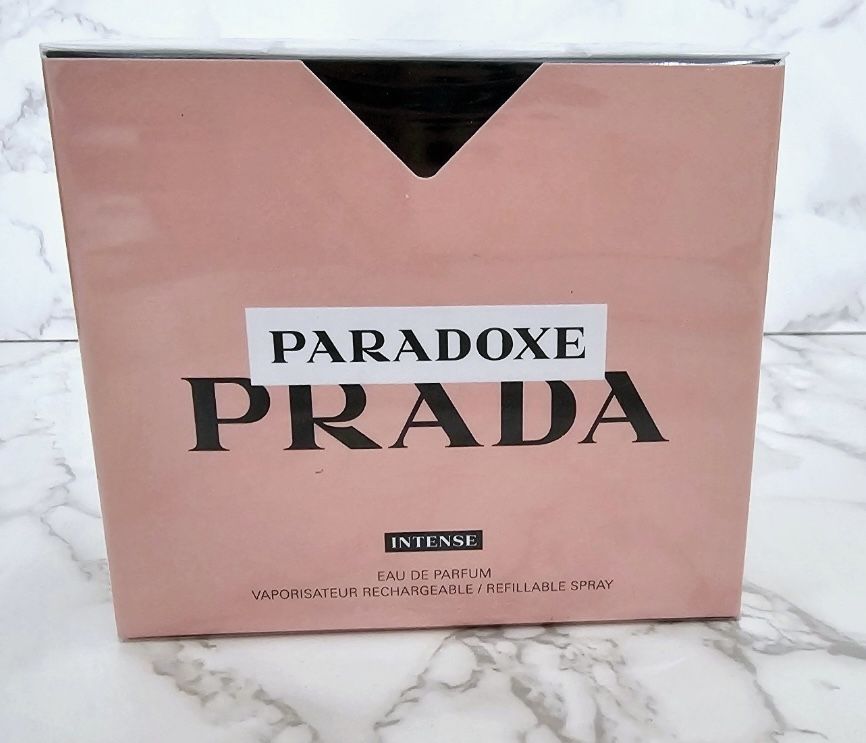 PARADOXE
PRADA
INTENSE
EAU DE PARFUM
VAPORISATEUR RECHARGEABLE / REFILLABLE SPRAY